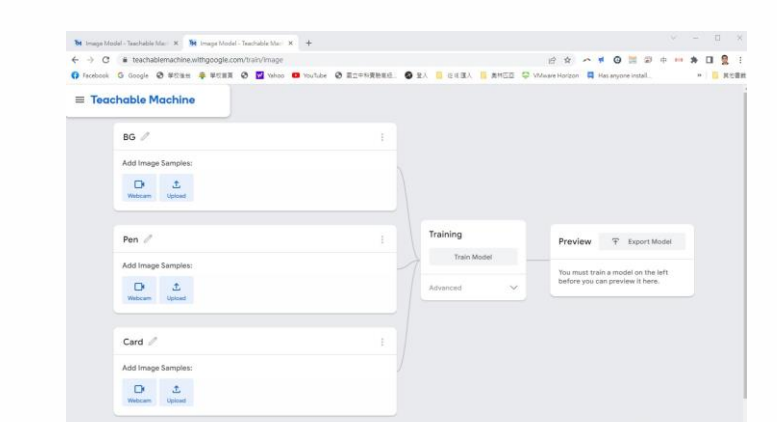 Image Model - Teachable Mac
Image Model - Teachable Mac
teachablemachine.withgoogle.com/train/image
Facebook
Google
Yahoo
YouTube
VMware Horizon
Has anyone install...
Teachable Machine
BG
Add Image Samples:
Webcam
Upload
Pen
Add Image Samples:
Webcam
Upload
Card
Add Image Samples:
Webcam
Upload
Training
Train Model
Advanced
Preview
Export Model
You must train a model on the left
before you can preview it here.